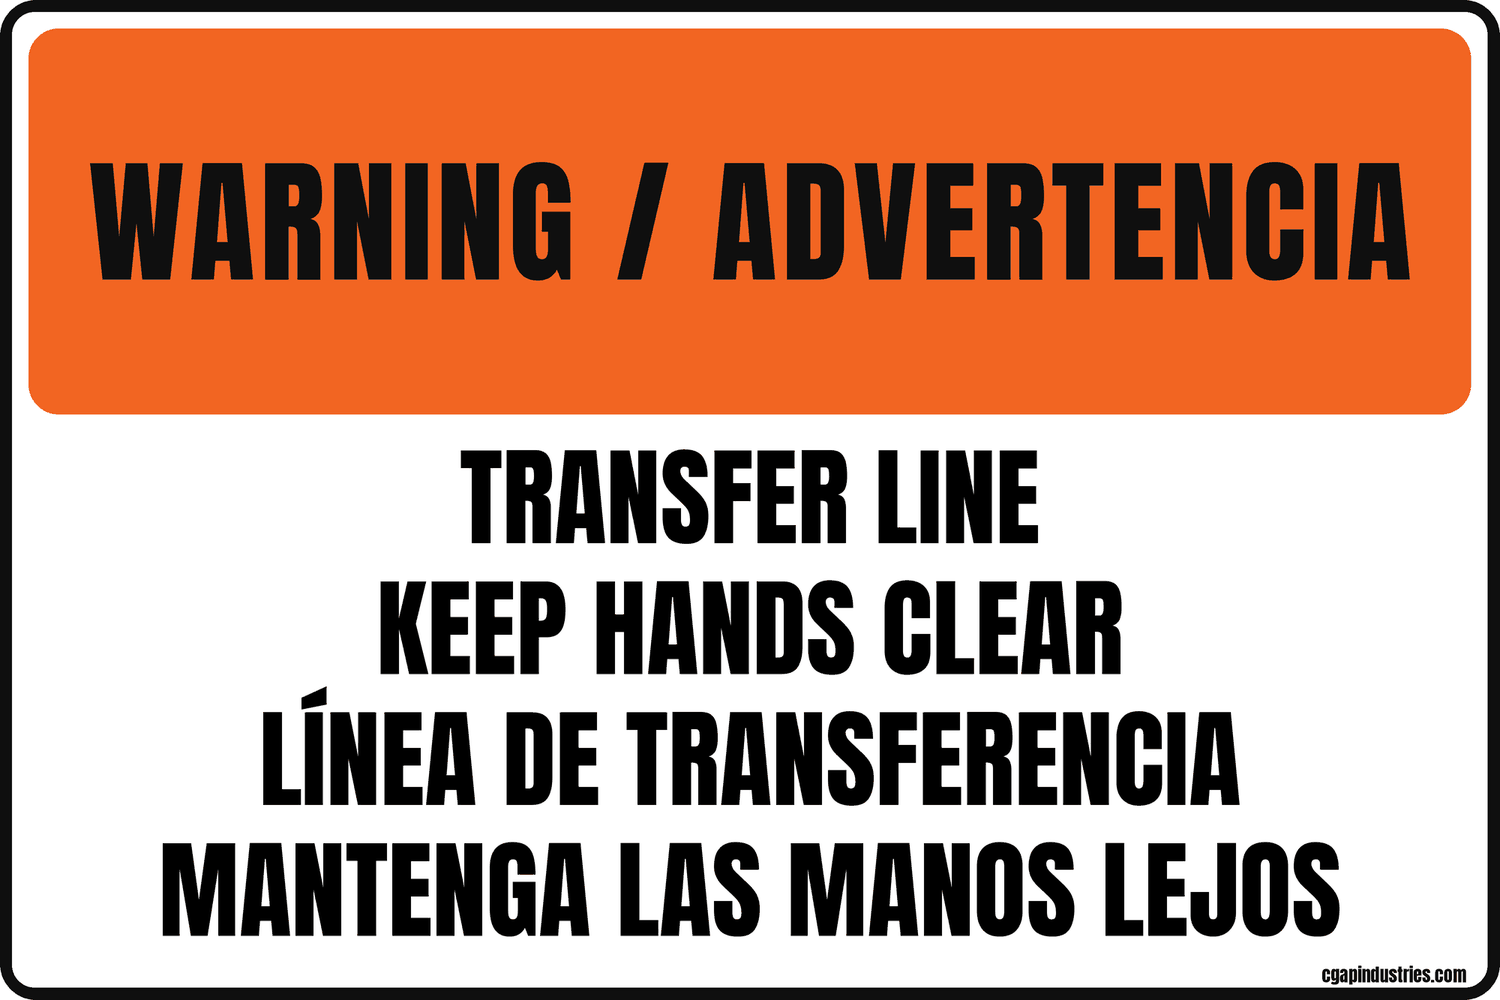 WARNING / ADVERTENCIA
TRANSFER LINE
KEEP HANDS CLEAR
LÍNEA DE TRANSFERENCIA
MANTENGA LAS MANOS LEJOS
cgapindustries.com